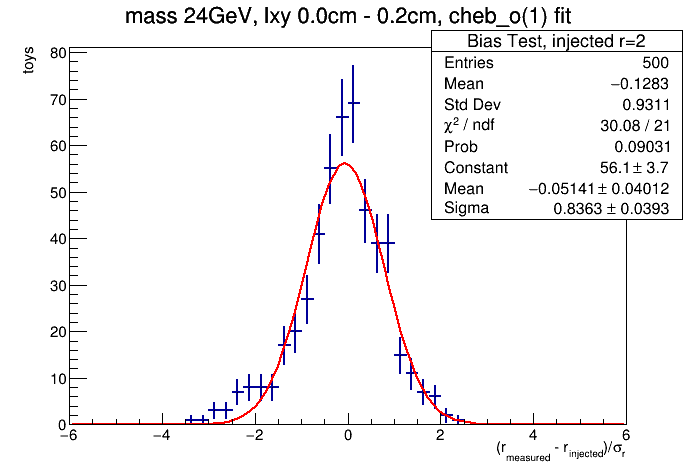 mass 24GeV, lxy 0.0cm - 0.2cm, cheb_o(1) fit
Bias Test, injected r=2
Entries 500
Mean −0.1283
Std Dev 0.9311
χ² / ndf 30.08 / 21
Prob 0.09031
Constant 56.1 ± 3.7
Mean −0.05141 ± 0.04012
Sigma 0.8363 ± 0.0393
toys
80
70
60
50
40
30
20
10
0
−6 −4 −2 0 2 4 6
(r_measured - r_injected)/σ_r